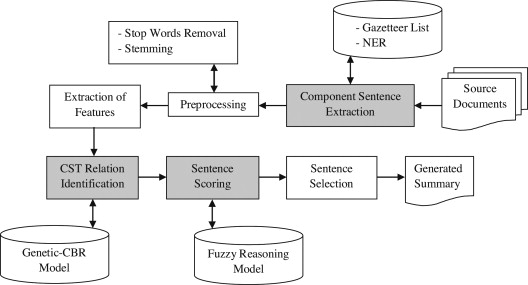 - Stop Words Removal
- Stemming
- Gazetteer List
- NER
Extraction of
Features
Preprocessing
Component Sentence
Extraction
Source
Documents
CST Relation
Identification
Sentence
Scoring
Sentence
Selection
Generated
Summary
Genetic-CBR
Model
Fuzzy Reasoning
Model